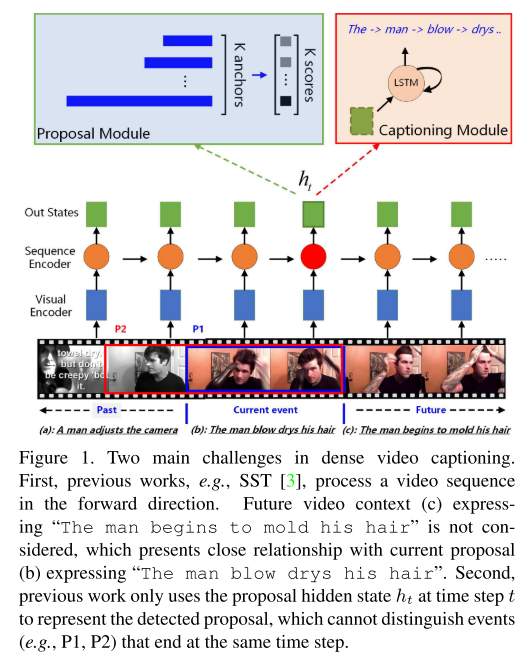 The -> man -> blow -> drys ..
K anchors
K scores
LSTM
Proposal Module
Captioning Module
h_t
Out States
Sequence
Encoder
Visual
Encoder
P2
P1
towel dry.
but don't
be creepy 'bo
it.
Past
Current event
Future
(a): A man adjusts the camera
(b): The man blow drys his hair
(c): The man begins to mold his hair
Figure 1. Two main challenges in dense video captioning.
First, previous works, e.g., SST [3], process a video sequence
in the forward direction. Future video context (c) express-
ing “The man begins to mold his hair” is not con-
sidered, which presents close relationship with current proposal
(b) expressing “The man blow drys his hair”. Second,
previous work only uses the proposal hidden state h_t at time step t
to represent the detected proposal, which cannot distinguish events
(e.g., P1, P2) that end at the same time step.